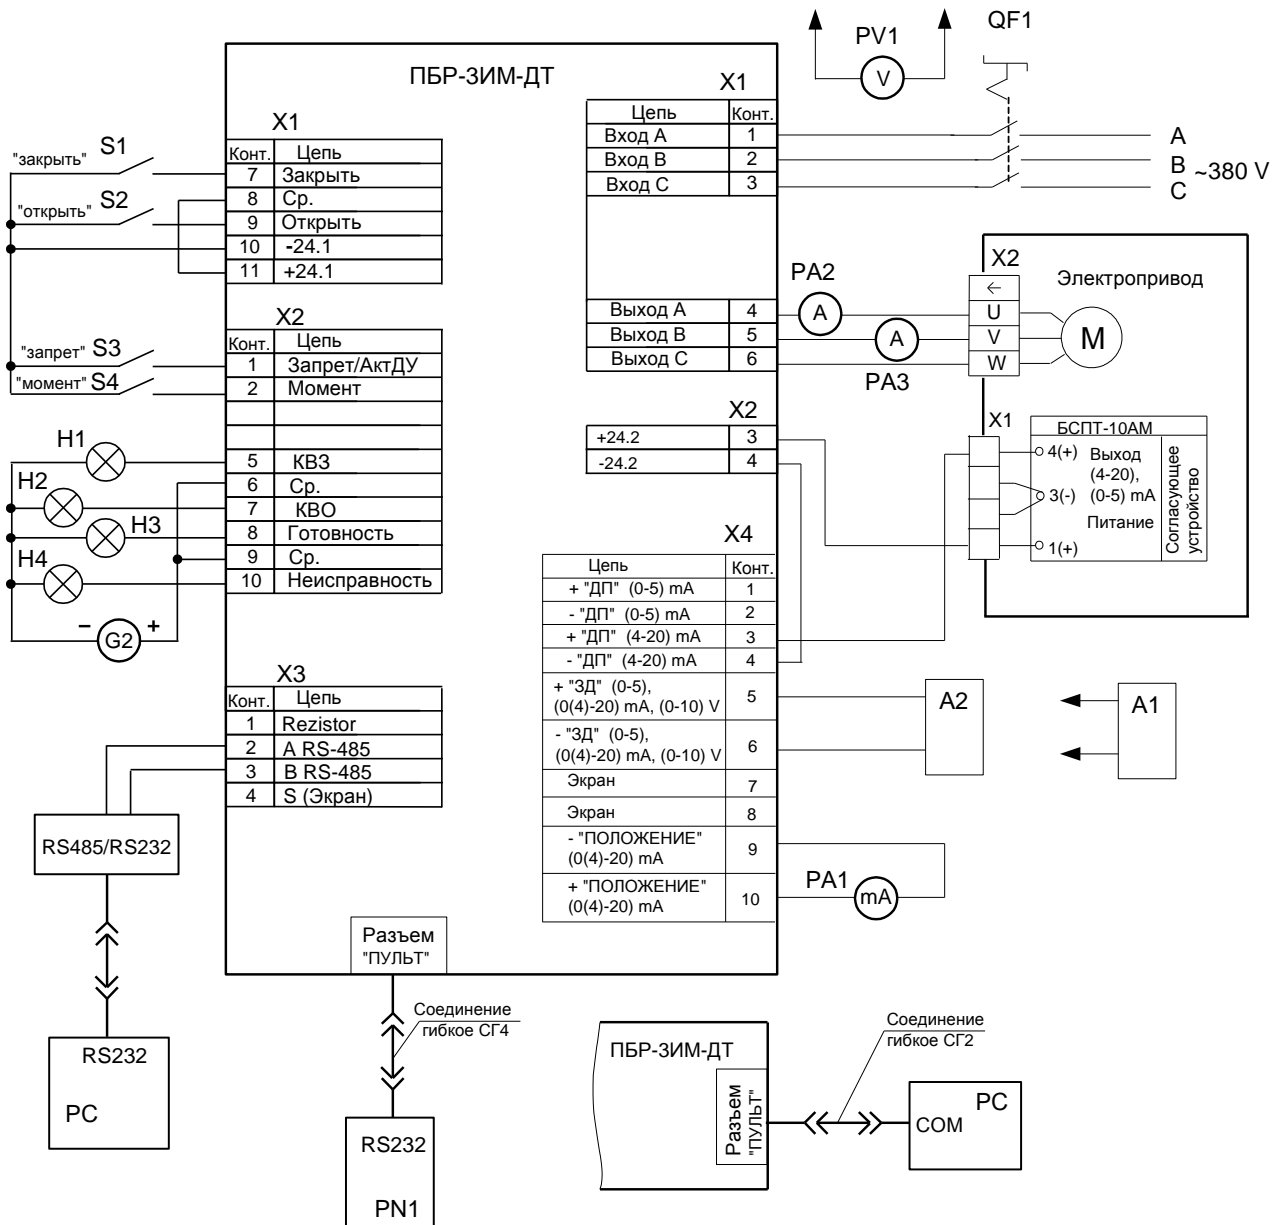 ПБР-3ИМ-ДТ
PV1
V
QF1
X1
Цепь Конт.
Вход А 1
Вход В 2
Вход С 3
A
B
C
~380 V
X1
Конт. Цепь
7 Закрыть
8 Ср.
9 Открыть
10 -24.1
11 +24.1
"закрыть" S1
"открыть" S2
Выход А 4
Выход В 5
Выход С 6
PA2
A
A
PA3
X2
←
U
V
W
Электропривод
M
X2
Конт. Цепь
1 Запрет/АктДУ
2 Момент
5 КВЗ
6 Ср.
7 КВО
8 Готовность
9 Ср.
10 Неисправность
"запрет" S3
"момент" S4
H1
H2
H3
H4
– G2 +
X2
+24.2 3
-24.2 4
X1
БСПТ-10АМ
4(+) Выход
(4-20),
3(-) (0-5) mA
Питание
1(+)
Согласующее
устройство
X4
Цепь Конт.
+ "ДП" (0-5) mA 1
- "ДП" (0-5) mA 2
+ "ДП" (4-20) mA 3
- "ДП" (4-20) mA 4
+ "ЗД" (0-5),
(0(4)-20) mA, (0-10) V 5
- "ЗД" (0-5),
(0(4)-20) mA, (0-10) V 6
Экран 7
Экран 8
- "ПОЛОЖЕНИЕ"
(0(4)-20) mA 9
+ "ПОЛОЖЕНИЕ"
(0(4)-20) mA 10
A2
A1
PA1
mA
X3
Конт. Цепь
1 Rezistor
2 A RS-485
3 B RS-485
4 S (Экран)
RS485/RS232
RS232
PC
Разъем
"ПУЛЬТ"
Соединение
гибкое СГ4
RS232
PN1
ПБР-3ИМ-ДТ
Разъем
"ПУЛЬТ"
Соединение
гибкое СГ2
PC
COM